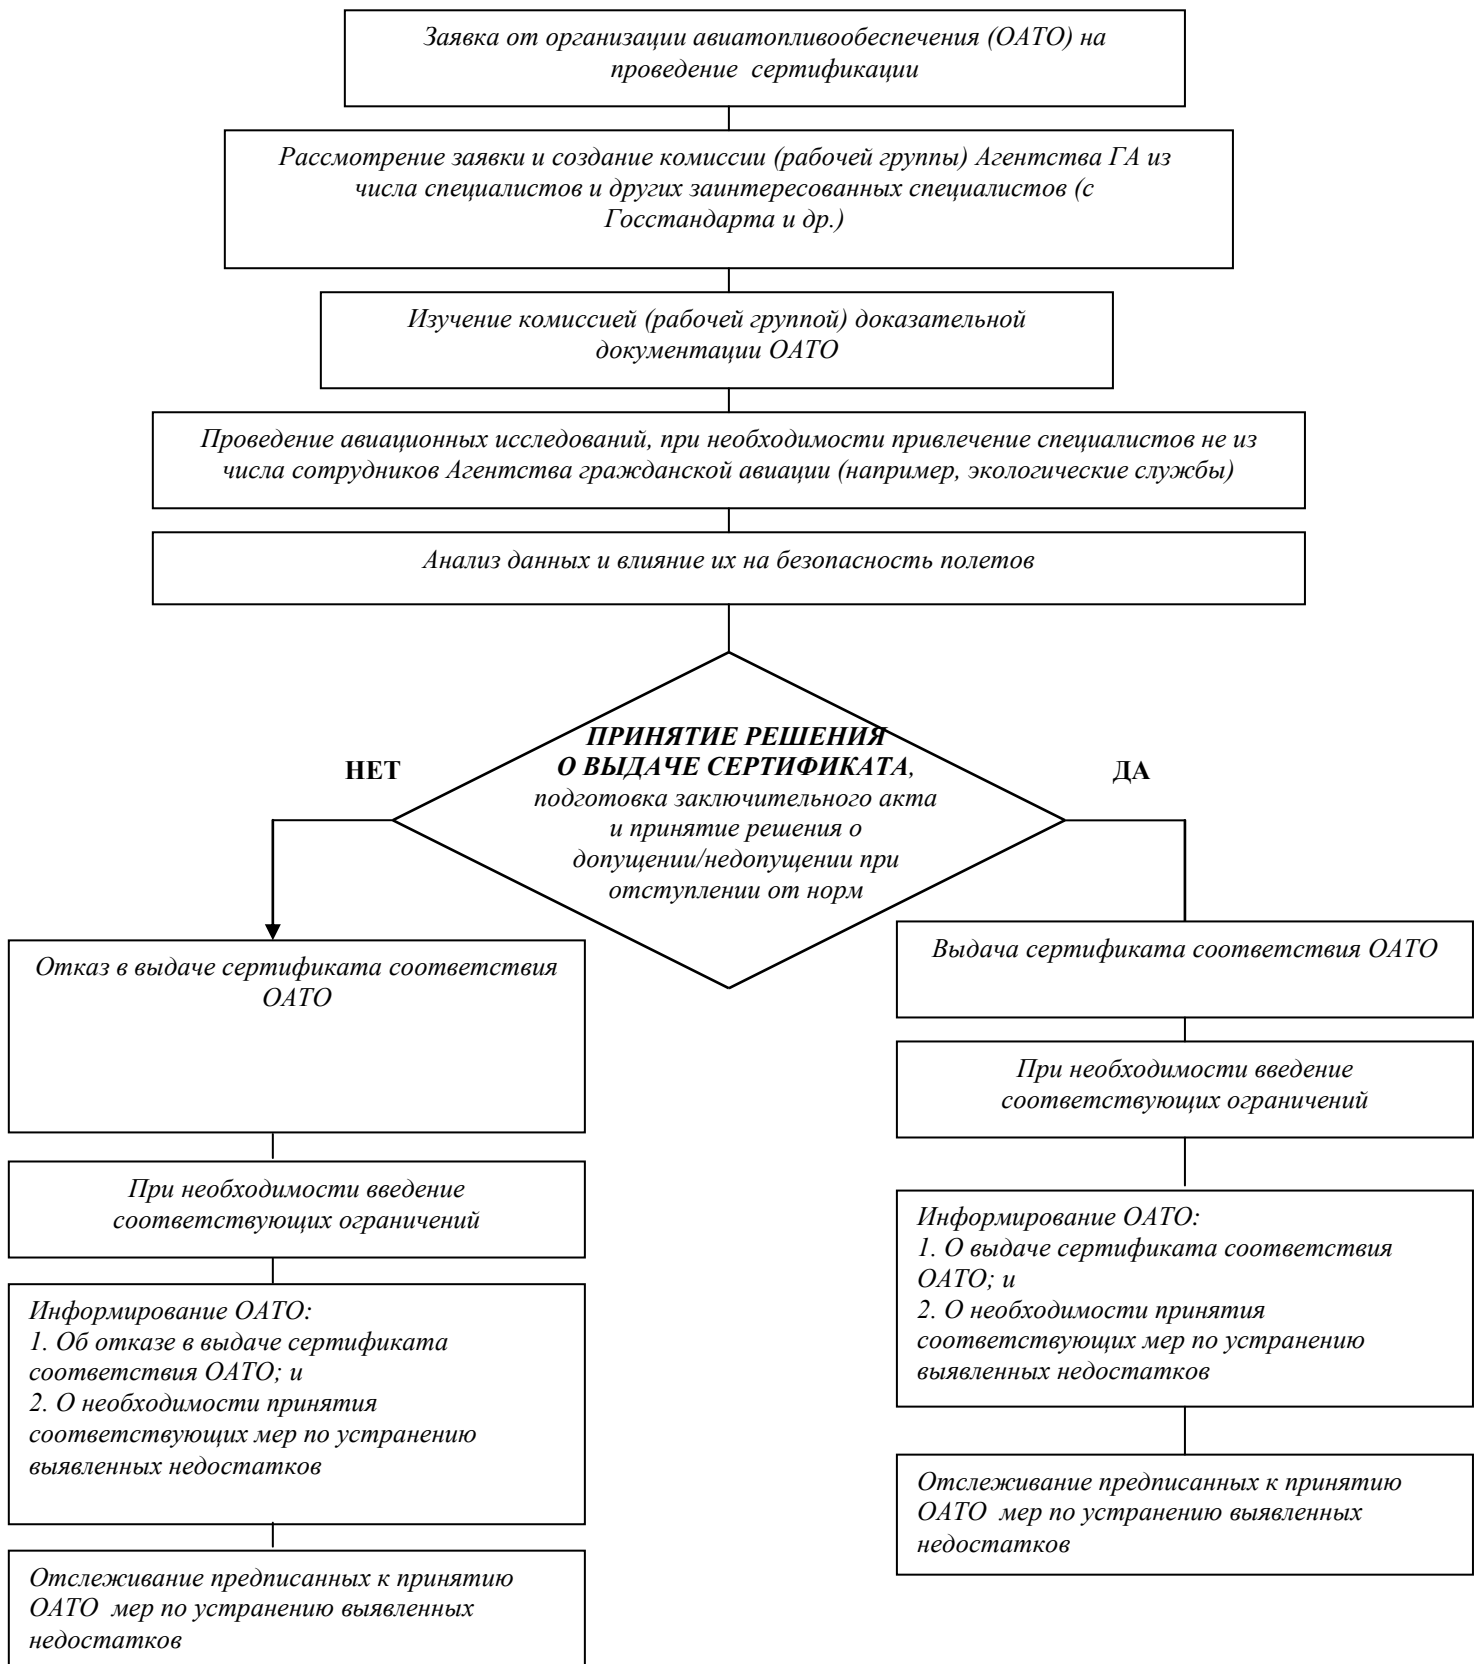 Заявка от организации авиатопливообеспечения (ОАТО) на
проведение сертификации
Рассмотрение заявки и создание комиссии (рабочей группы) Агентства ГА из
числа специалистов и других заинтересованных специалистов (с
Госстандарта и др.)
Изучение комиссией (рабочей группой) доказательной
документации ОАТО
Проведение авиационных исследований, при необходимости привлечение специалистов не из
числа сотрудников Агентства гражданской авиации (например, экологические службы)
Анализ данных и влияние их на безопасность полетов
ПРИНЯТИЕ РЕШЕНИЯ
О ВЫДАЧЕ СЕРТИФИКАТА,
подготовка заключительного акта
и принятие решения о
допущении/недопущении при
отступлении от норм
НЕТ
ДА
Отказ в выдаче сертификата соответствия
ОАТО
При необходимости введение
соответствующих ограничений
Информирование ОАТО:
1. Об отказе в выдаче сертификата
соответствия ОАТО; и
2. О необходимости принятия
соответствующих мер по устранению
выявленных недостатков
Отслеживание предписанных к принятию
ОАТО мер по устранению выявленных
недостатков
Выдача сертификата соответствия ОАТО
При необходимости введение
соответствующих ограничений
Информирование ОАТО:
1. О выдаче сертификата соответствия
ОАТО; и
2. О необходимости принятия
соответствующих мер по устранению
выявленных недостатков
Отслеживание предписанных к принятию
ОАТО мер по устранению выявленных
недостатков